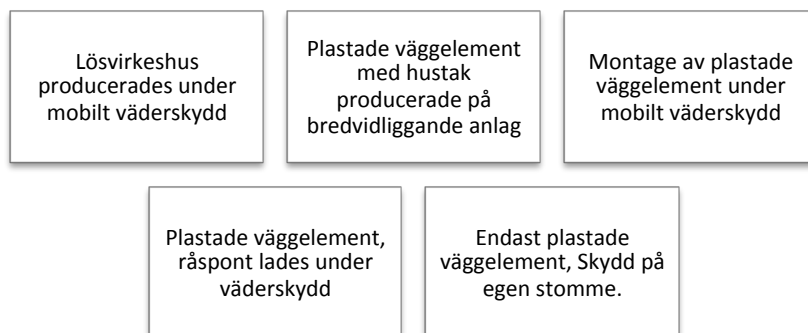 Lösvirkeshus
producerades under
mobilt väderskydd
Plastade väggelement
med hustak
producerade på
bredvidliggande anlag
Montage av plastade
väggelement under
mobilt väderskydd
Plastade väggelement,
råspont lades under
väderskydd
Endast plastade
väggelement, Skydd på
egen stomme.